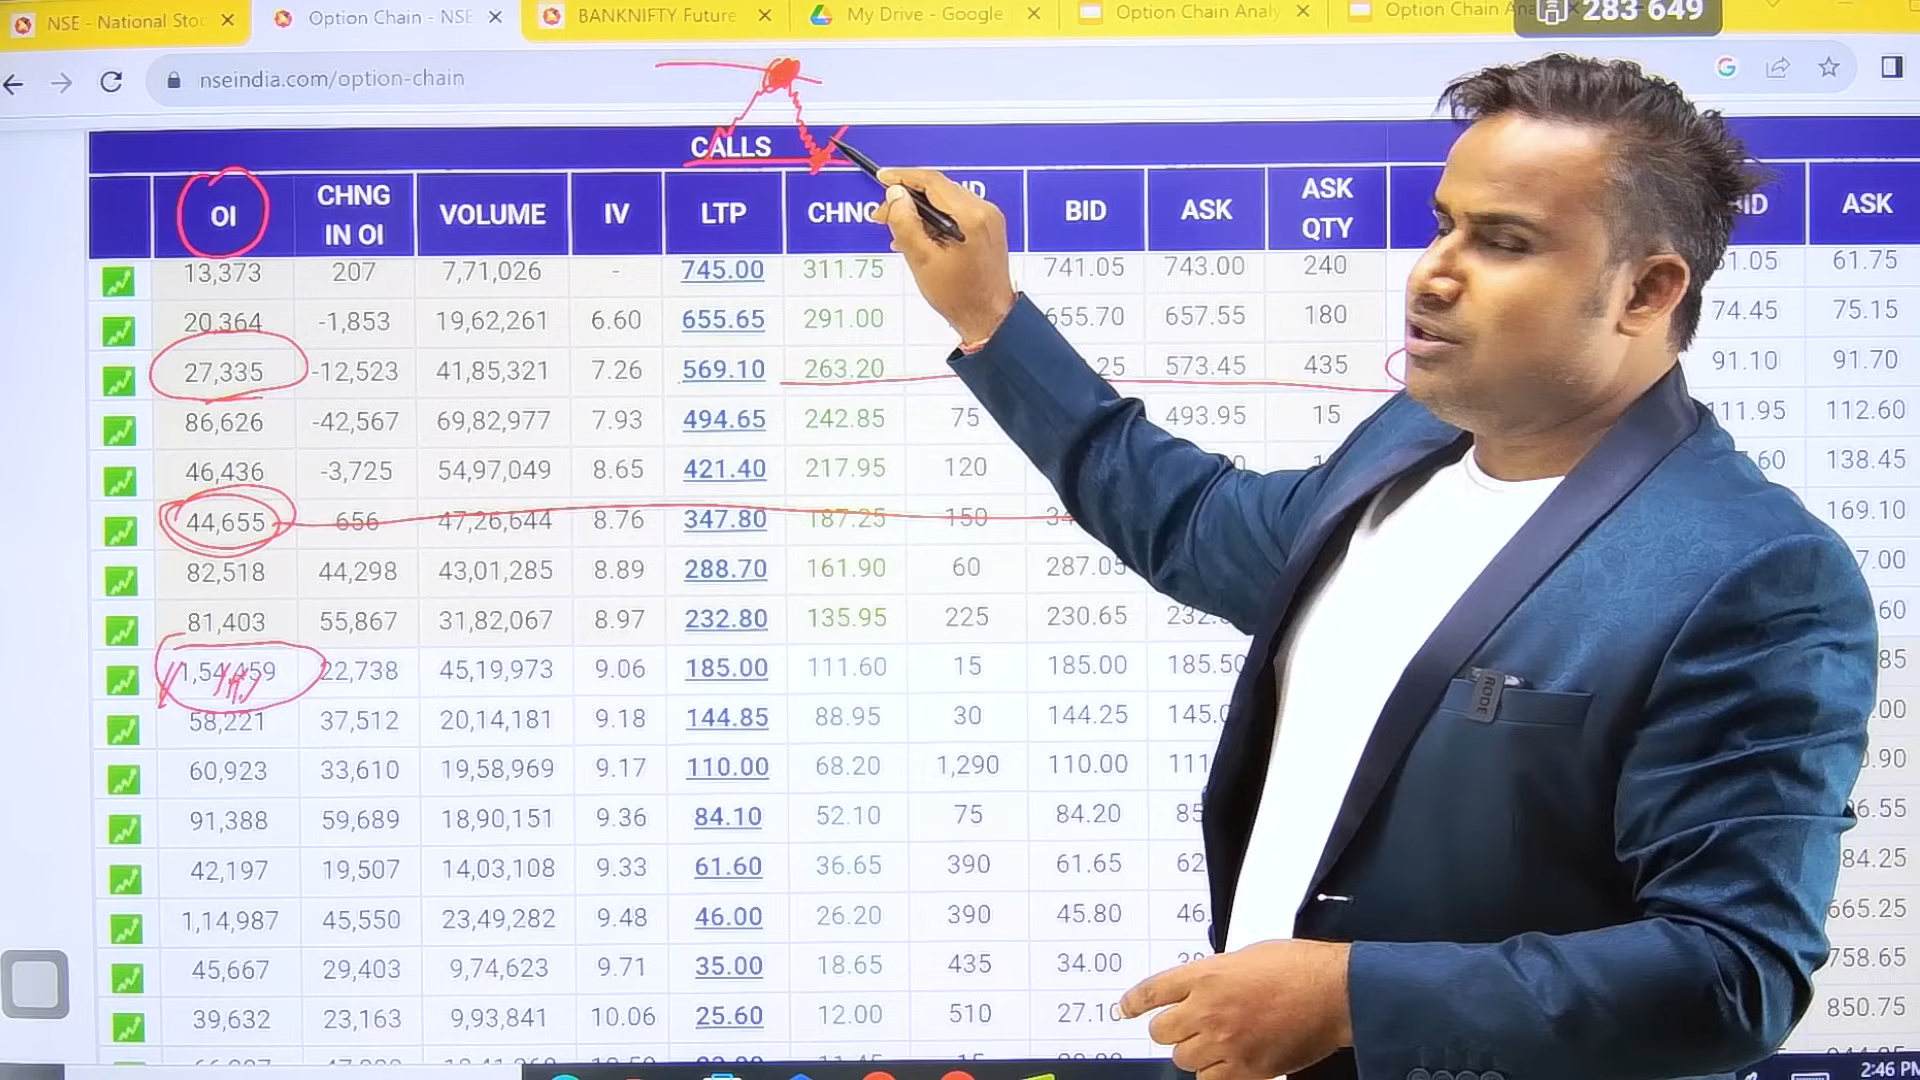 NSE - National Stoc
Option Chain - NSE
BANKNIFTY Future
My Drive - Google
Option Chain Analy
Option Chain Ana
283 649
nseindia.com/option-chain
CALLS
OI CHNG IN OI VOLUME IV LTP CHNG BID ASK ASK QTY ASK
13,373 207 7,71,026 - 745.00 311.75 741.05 743.00 240 61.75
20,364 -1,853 19,62,261 6.60 655.65 291.00 655.70 657.55 180 74.45 75.15
27,335 -12,523 41,85,321 7.26 569.10 263.20 573.45 435 91.10 91.70
86,626 -42,567 69,82,977 7.93 494.65 242.85 75 493.95 15 111.95 112.60
46,436 -3,725 54,97,049 8.65 421.40 217.95 120 138.45
44,655 656 47,26,644 8.76 347.80 187.25 150 169.10
82,518 44,298 43,01,285 8.89 288.70 161.90 60 287.05
81,403 55,867 31,82,067 8.97 232.80 135.95 225 230.65
1,54,459 22,738 45,19,973 9.06 185.00 111.60 15 185.00 185.50
58,221 37,512 20,14,181 9.18 144.85 88.95 30 144.25
60,923 33,610 19,58,969 9.17 110.00 68.20 1,290 110.00
91,388 59,689 18,90,151 9.36 84.10 52.10 75 84.20
42,197 19,507 14,03,108 9.33 61.60 36.65 390 61.65 84.25
1,14,987 45,550 23,49,282 9.48 46.00 26.20 390 45.80 665.25
45,667 29,403 9,74,623 9.71 35.00 18.65 435 34.00 758.65
39,632 23,163 9,93,841 10.06 25.60 12.00 510 27.10 850.75
RODE
2:46 PM